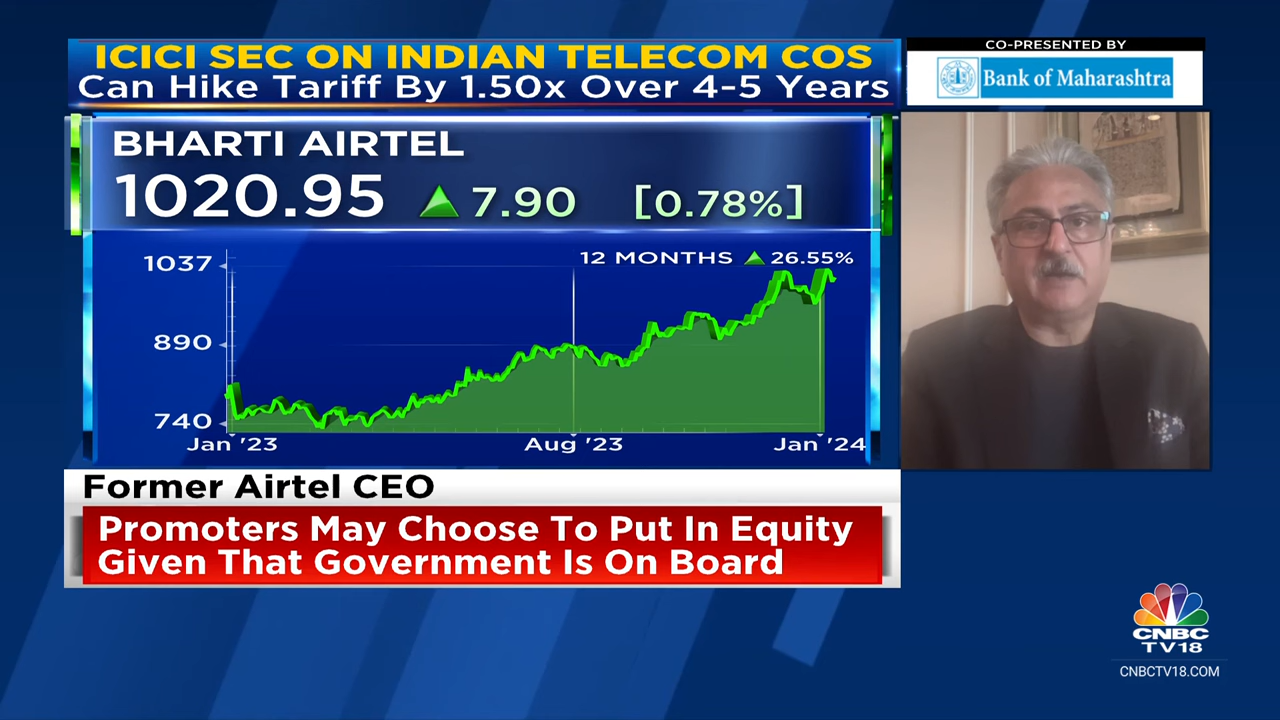 ICICI SEC ON INDIAN TELECOM COS
Can Hike Tariff By 1.50x Over 4-5 Years
CO-PRESENTED BY
Bank of Maharashtra
BHARTI AIRTEL
1020.95 ▲ 7.90 [0.78%]
12 MONTHS ▲ 26.55%
1037
890
740
Jan '23 Aug '23 Jan '24
Former Airtel CEO
Promoters May Choose To Put In Equity
Given That Government Is On Board
CNBC
TV18
CNBCTV18.COM